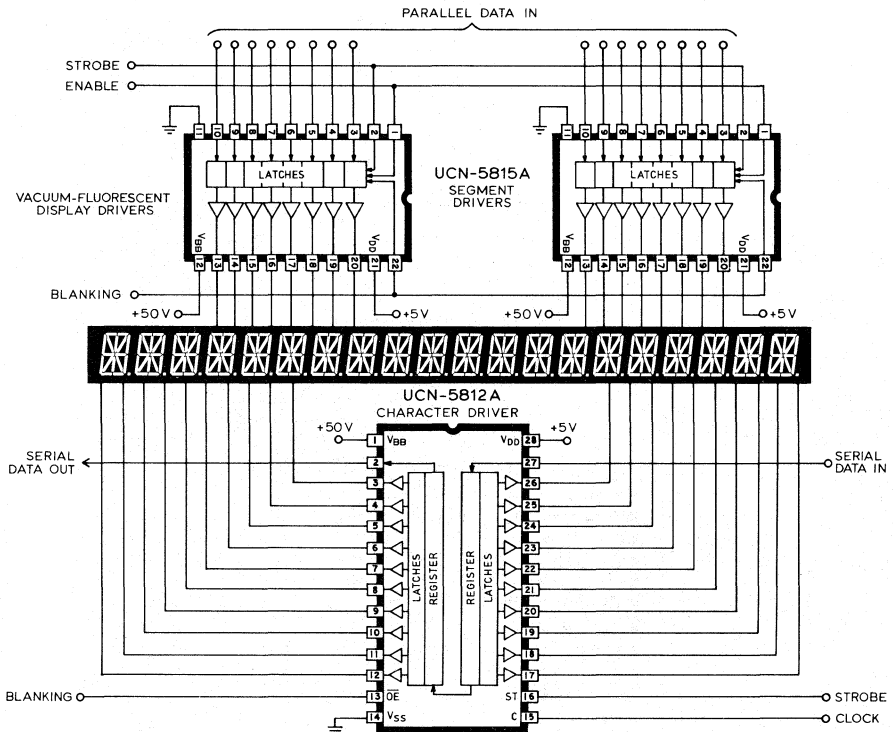 PARALLEL DATA IN
STROBE
ENABLE
11 10 9 8 7 6 5 4 3 2 1
11 10 9 8 7 6 5 4 3 2 1
LATCHES
LATCHES
UCN-5815A
SEGMENT
DRIVERS
VACUUM-FLUORESCENT
DISPLAY DRIVERS
VBB
VDD
VBB
VDD
12 13 14 15 16 17 18 19 20 21 22
12 13 14 15 16 17 18 19 20 21 22
BLANKING
+50V
+5V
+50V
+5V
UCN-5812A
CHARACTER DRIVER
+50V
+5V
1 VBB
VDD 28
SERIAL
DATA OUT
2
27
SERIAL
DATA IN
3
26
4
25
5
24
6
23
7
22
8
21
9
20
10
19
11
18
12
17
LATCHES
REGISTER
REGISTER
LATCHES
BLANKING
13 OE
ST 16
STROBE
14 VSS
C 15
CLOCK